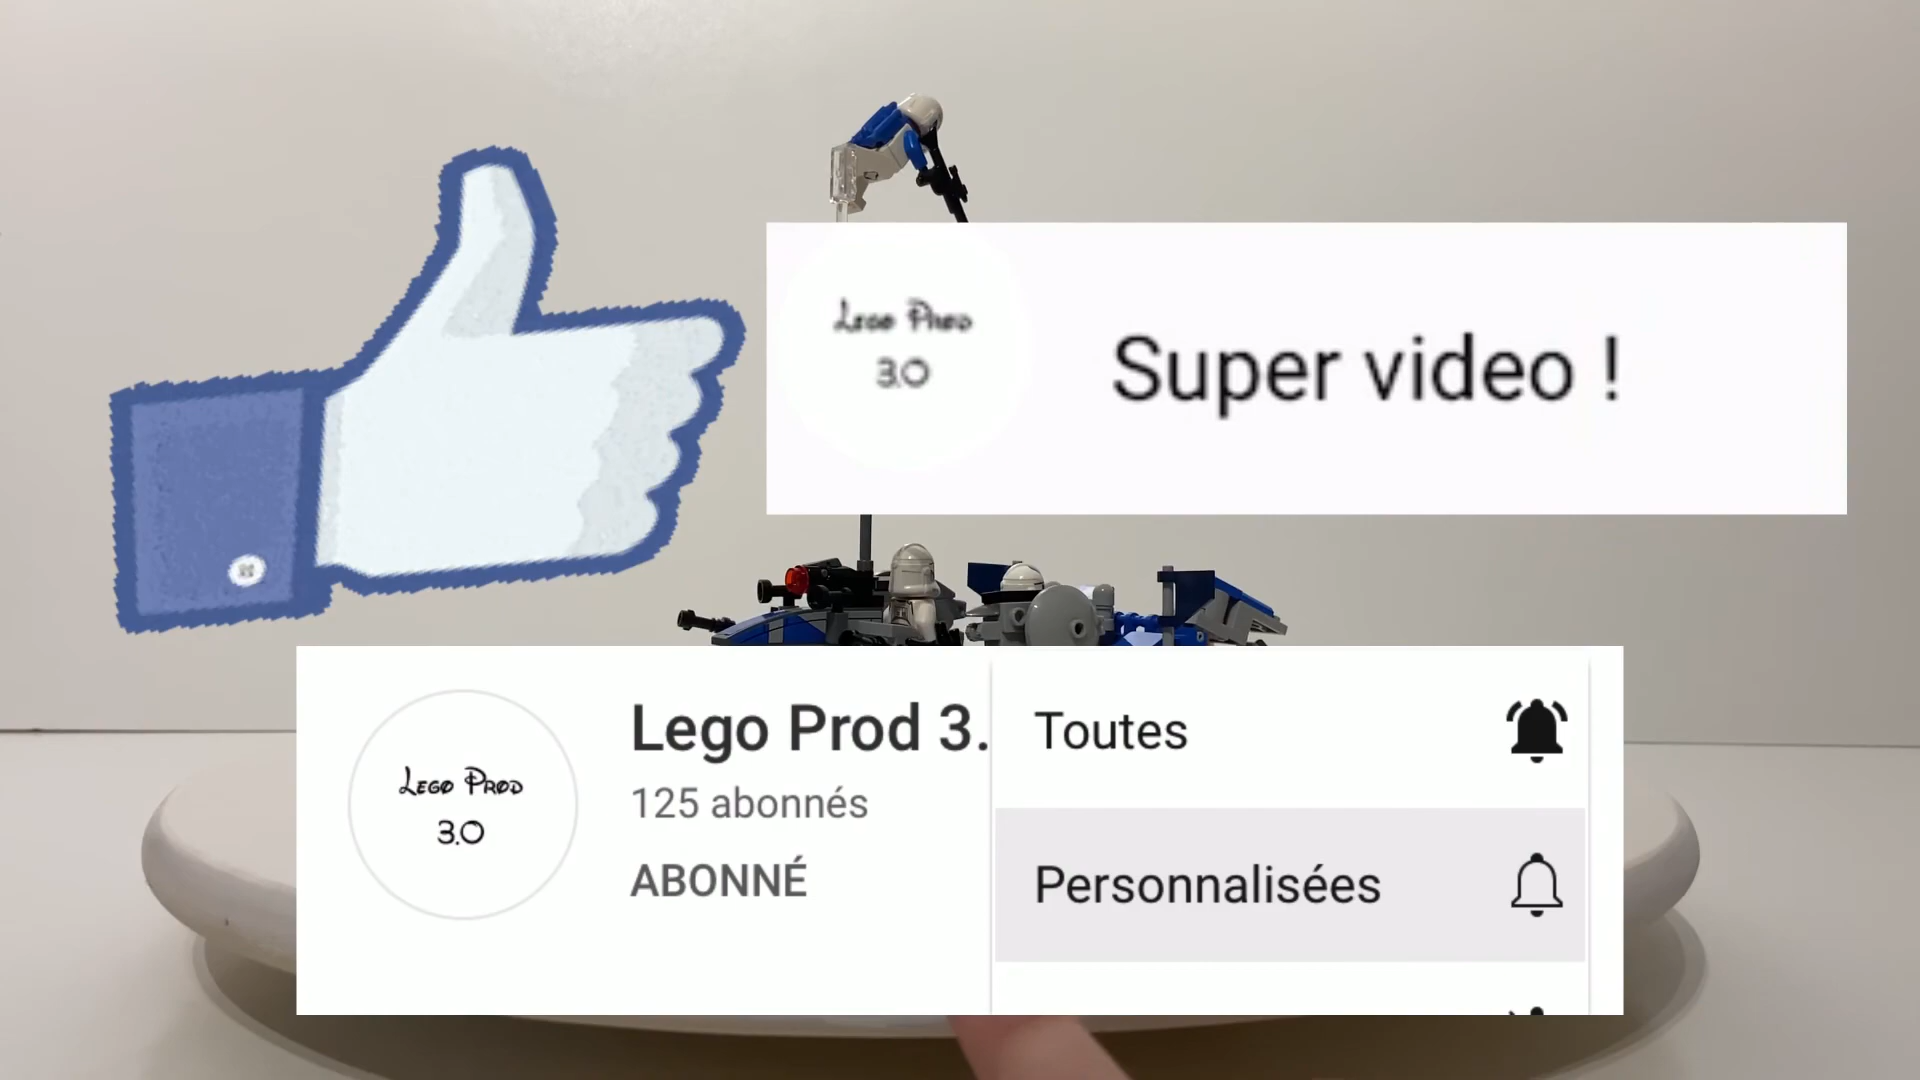 Lego Prod
3.0
Super video !
Lego Prod
3.0
Lego Prod 3.
125 abonnés
ABONNÉ
Toutes
Personnalisées